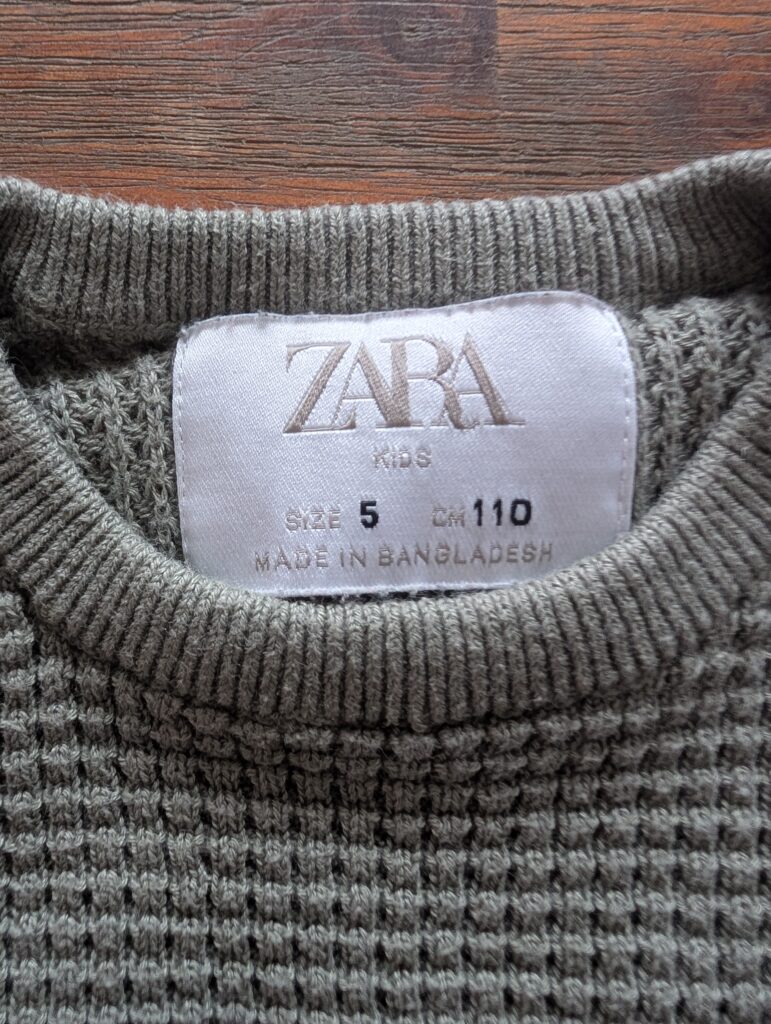 ZARA
KIDS
SIZE 5 CM 110
MADE IN BANGLADESH